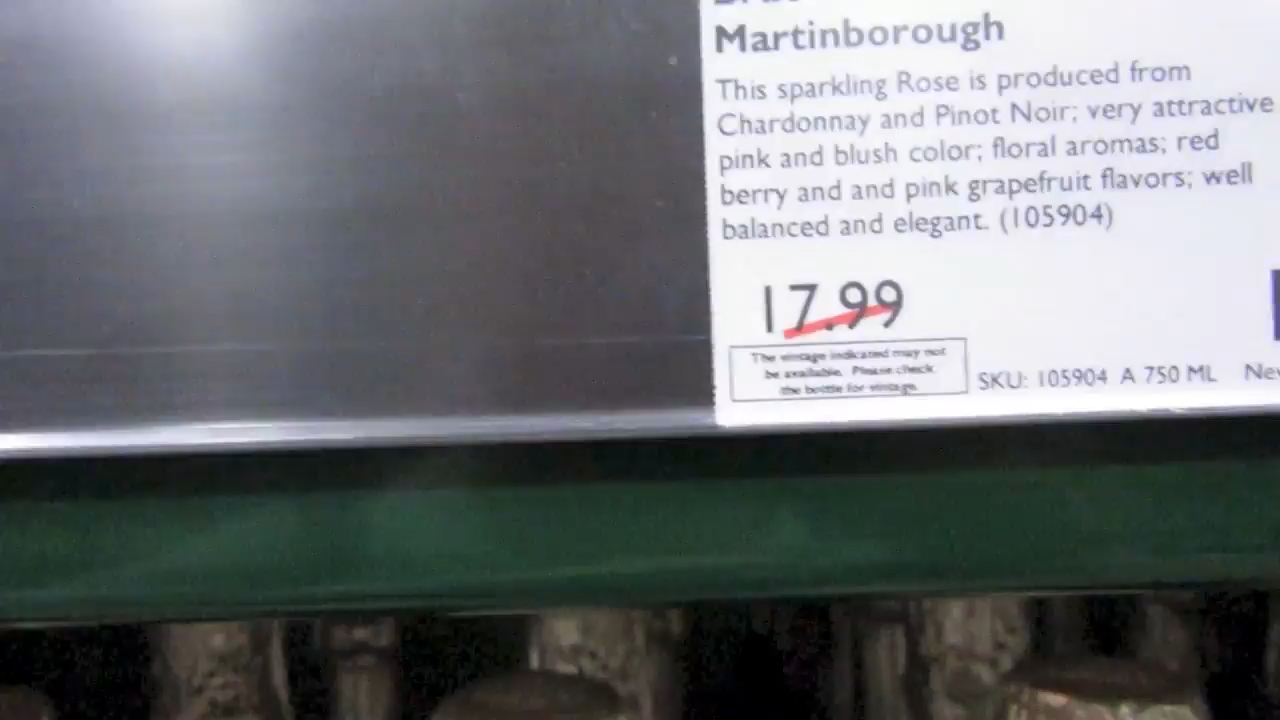 Martinborough
This sparkling Rose is produced from
Chardonnay and Pinot Noir; very attractive
pink and blush color; floral aromas; red
berry and and pink grapefruit flavors; well
balanced and elegant. (105904)
17.99
The vintage indicated may not
be available. Please check
the bottle for vintage.
SKU: 105904 A 750 ML